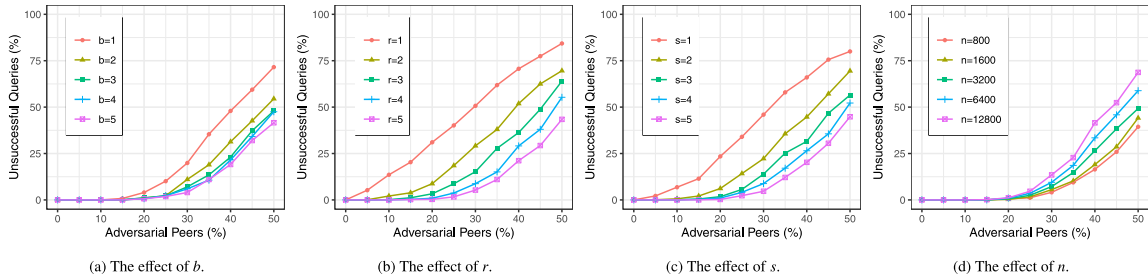 100
75
50
25
0
Unsuccessful Queries (%)
b=1
b=2
b=3
b=4
b=5
0 10 20 30 40 50
Adversarial Peers (%)
(a) The effect of b.
100
75
50
25
0
Unsuccessful Queries (%)
r=1
r=2
r=3
r=4
r=5
0 10 20 30 40 50
Adversarial Peers (%)
(b) The effect of r.
100
75
50
25
0
Unsuccessful Queries (%)
s=1
s=2
s=3
s=4
s=5
0 10 20 30 40 50
Adversarial Peers (%)
(c) The effect of s.
100
75
50
25
0
Unsuccessful Queries (%)
n=800
n=1600
n=3200
n=6400
n=12800
0 10 20 30 40 50
Adversarial Peers (%)
(d) The effect of n.